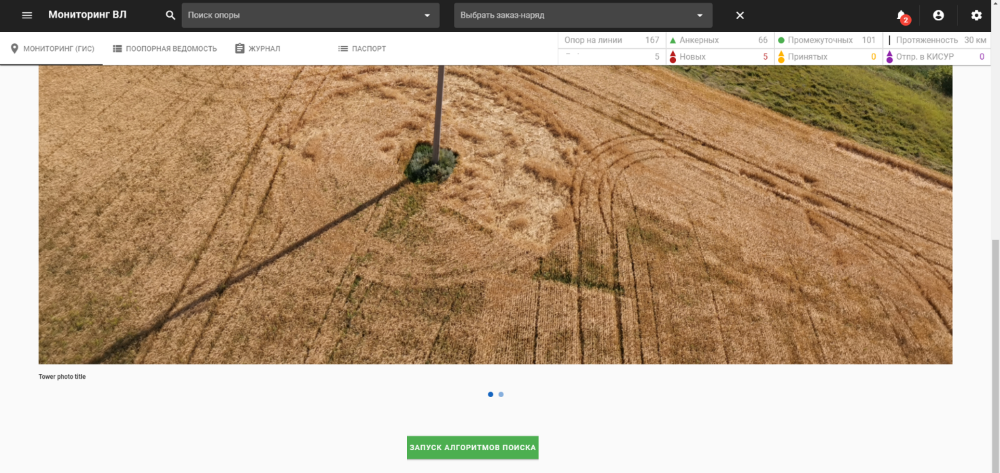 Мониторинг ВЛ
Поиск опоры
Выбрать заказ-наряд
2
МОНИТОРИНГ (ГИС)
ПООПОРНАЯ ВЕДОМОСТЬ
ЖУРНАЛ
ПАСПОРТ
Опор на линии 167
Анкерных 66
Промежуточных 101
Протяженность 30 км
5
Новых 5
Принятых 0
Отпр. в КИСУР 0
Tower photo title
ЗАПУСК АЛГОРИТМОВ ПОИСКА